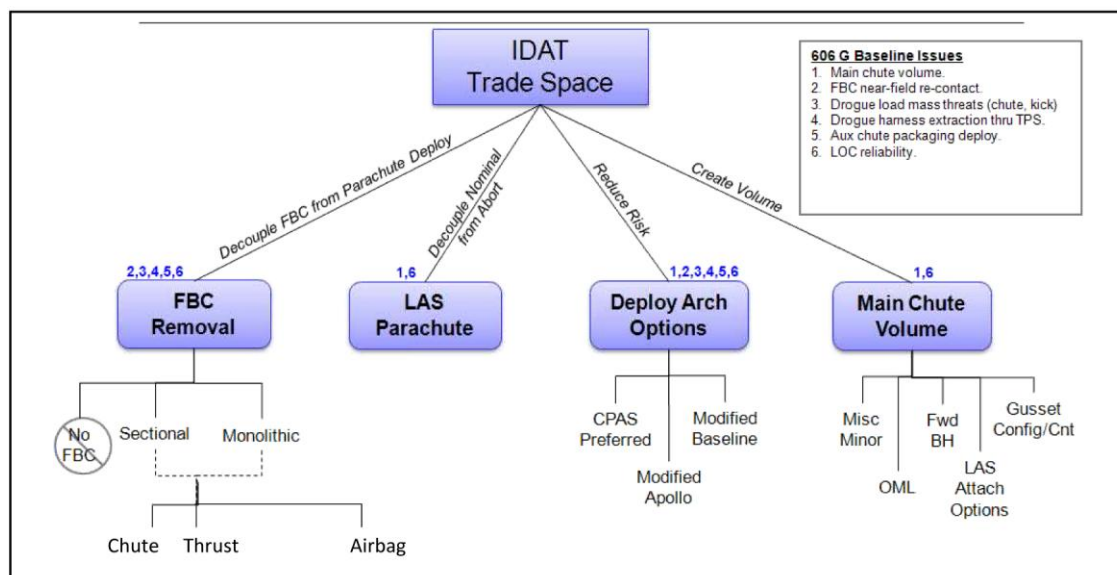 IDAT
Trade Space
606 G Baseline Issues
1. Main chute volume.
2. FBC near-field re-contact.
3. Drogue load mass threats (chute, kick)
4. Drogue harness extraction thru TPS.
5. Aux chute packaging deploy.
6. LOC reliability.
Decouple FBC from Parachute Deploy
Decouple Nominal
from Abort
Reduce Risk
Create Volume
2,3,4,5,6
1,6
1,2,3,4,5,6
1,6
FBC
Removal
LAS
Parachute
Deploy Arch
Options
Main Chute
Volume
No
FBC
Sectional
Monolithic
CPAS
Preferred
Modified
Baseline
Modified
Apollo
Misc
Minor
Fwd
BH
Gusset
Config/Cnt
OML
LAS
Attach
Options
Chute
Thrust
Airbag